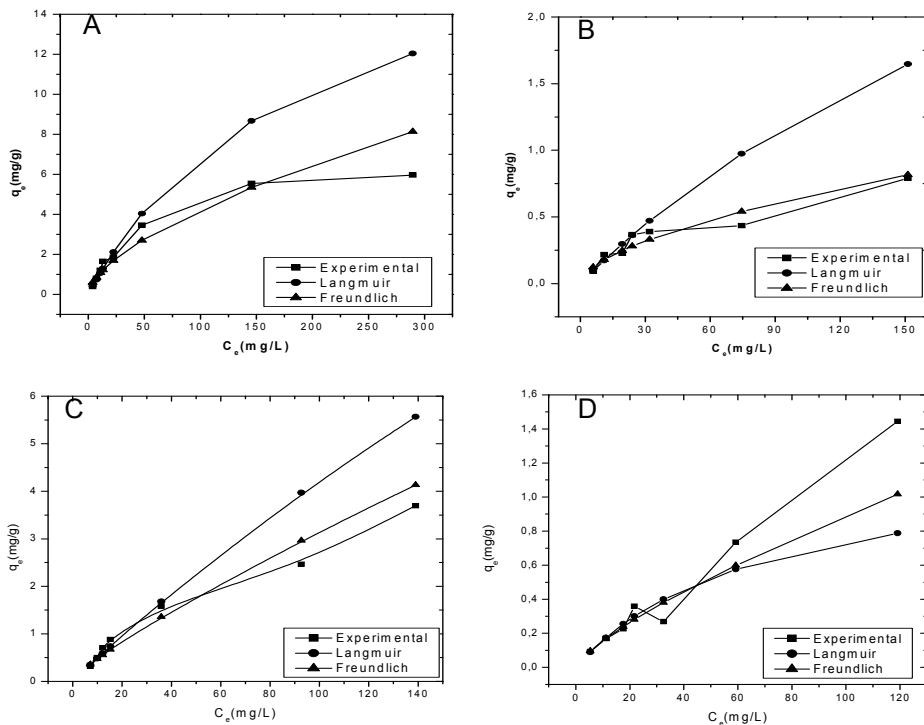 A
q_e(mg/g)
14
12
10
8
6
4
2
0
0 50 100 150 200 250 300
C_e(mg/L)
Experimental
Langmuir
Freundlich
B
q_e(mg/g)
2,0
1,5
1,0
0,5
0,0
0 30 60 90 120 150
C_e(mg/L)
Experimental
Langmuir
Freundlich
C
q_e(mg/g)
6
5
4
3
2
1
0
0 20 40 60 80 100 120 140
C_e(mg/L)
Experimental
Langmuir
Freundlich
D
q_e(mg/g)
1,6
1,4
1,2
1,0
0,8
0,6
0,4
0,2
0,0
0 20 40 60 80 100 120
C_e(mg/L)
Experimental
Langmuir
Freundlich